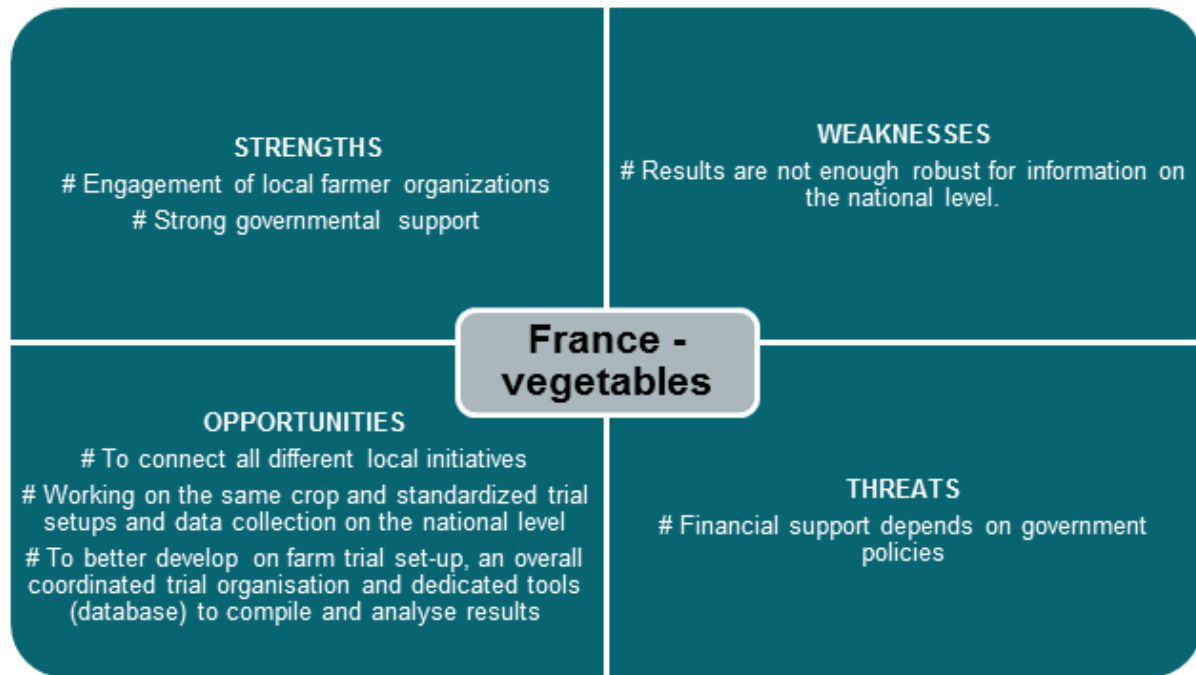 STRENGTHS
# Engagement of local farmer organizations
# Strong governmental support
WEAKNESSES
# Results are not enough robust for information on
the national level.
France -
vegetables
OPPORTUNITIES
# To connect all different local initiatives
# Working on the same crop and standardized trial
setups and data collection on the national level
# To better develop on farm trial set-up, an overall
coordinated trial organisation and dedicated tools
(database) to compile and analyse results
THREATS
# Financial support depends on government
policies